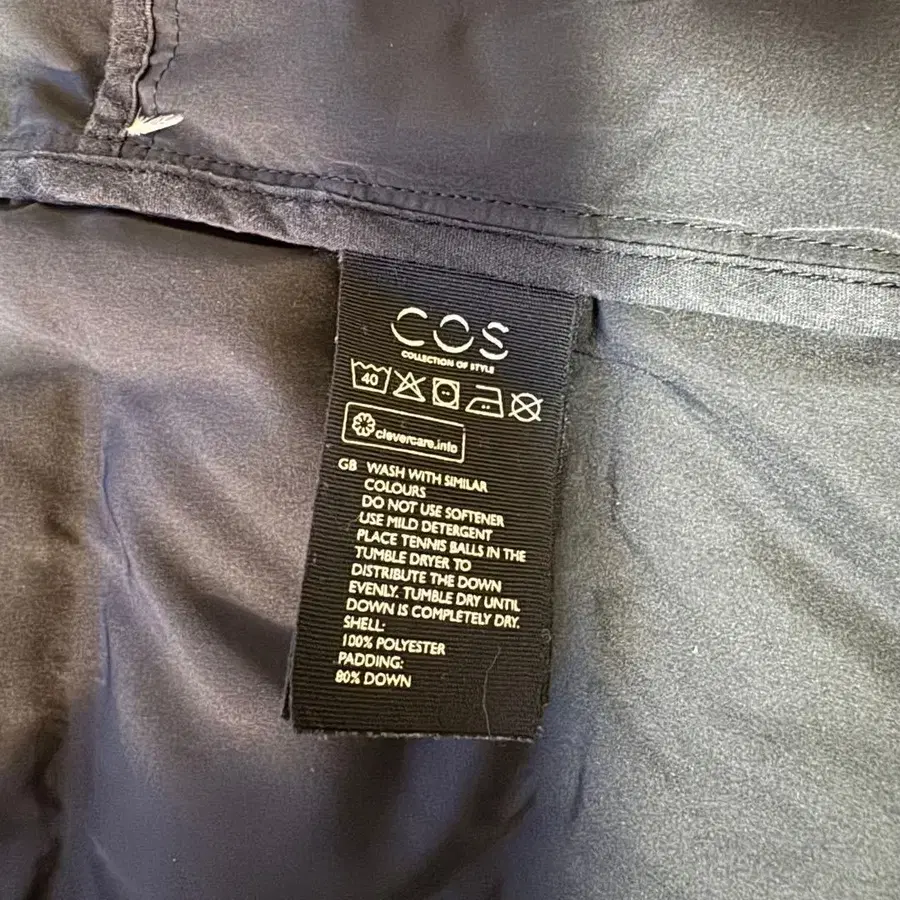 COS
COLLECTION OF STYLE
40
clevercare.info
GB WASH WITH SIMILAR
COLOURS
DO NOT USE SOFTENER
USE MILD DETERGENT
PLACE TENNIS BALLS IN THE
TUMBLE DRYER TO
DISTRIBUTE THE DOWN
EVENLY. TUMBLE DRY UNTIL
DOWN IS COMPLETELY DRY.
SHELL:
100% POLYESTER
PADDING:
80% DOWN